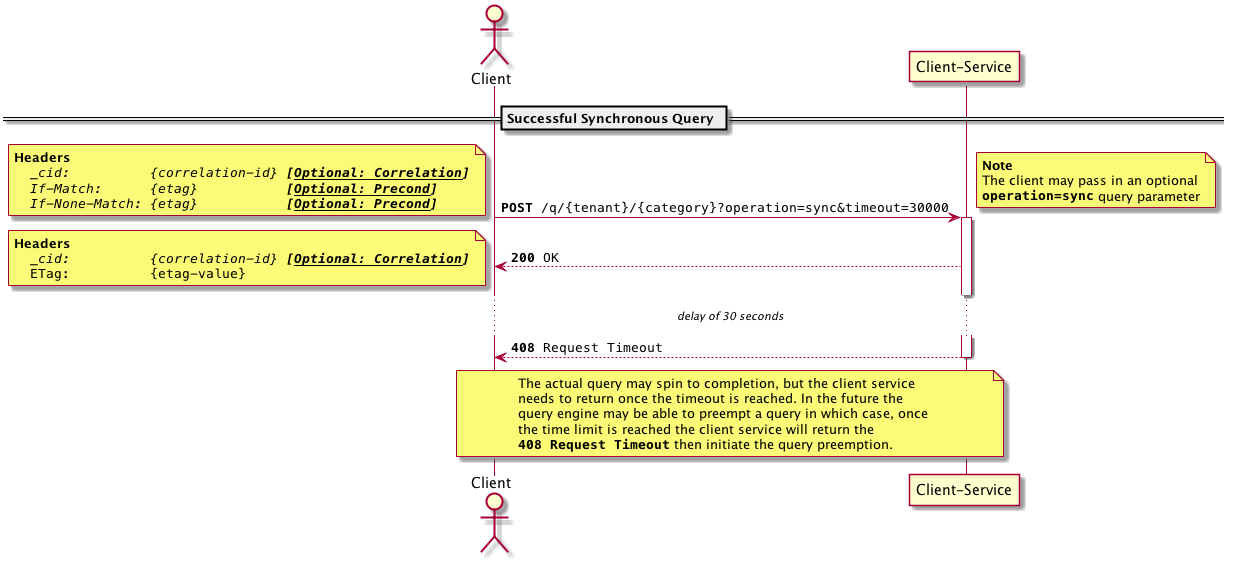 Client
Client-Service
Successful Synchronous Query
Headers
_cid: {correlation-id} [Optional: Correlation]
If-Match: {etag} [Optional: Precond]
If-None-Match: {etag} [Optional: Precond]
Note
The client may pass in an optional
operation=sync query parameter
POST /q/{tenant}/{category}?operation=sync&timeout=30000
Headers
_cid: {correlation-id} [Optional: Correlation]
ETag: {etag-value}
200 OK
delay of 30 seconds
408 Request Timeout
The actual query may spin to completion, but the client service
needs to return once the timeout is reached. In the future the
query engine may be able to preempt a query in which case, once
the time limit is reached the client service will return the
408 Request Timeout then initiate the query preemption.
Client
Client-Service